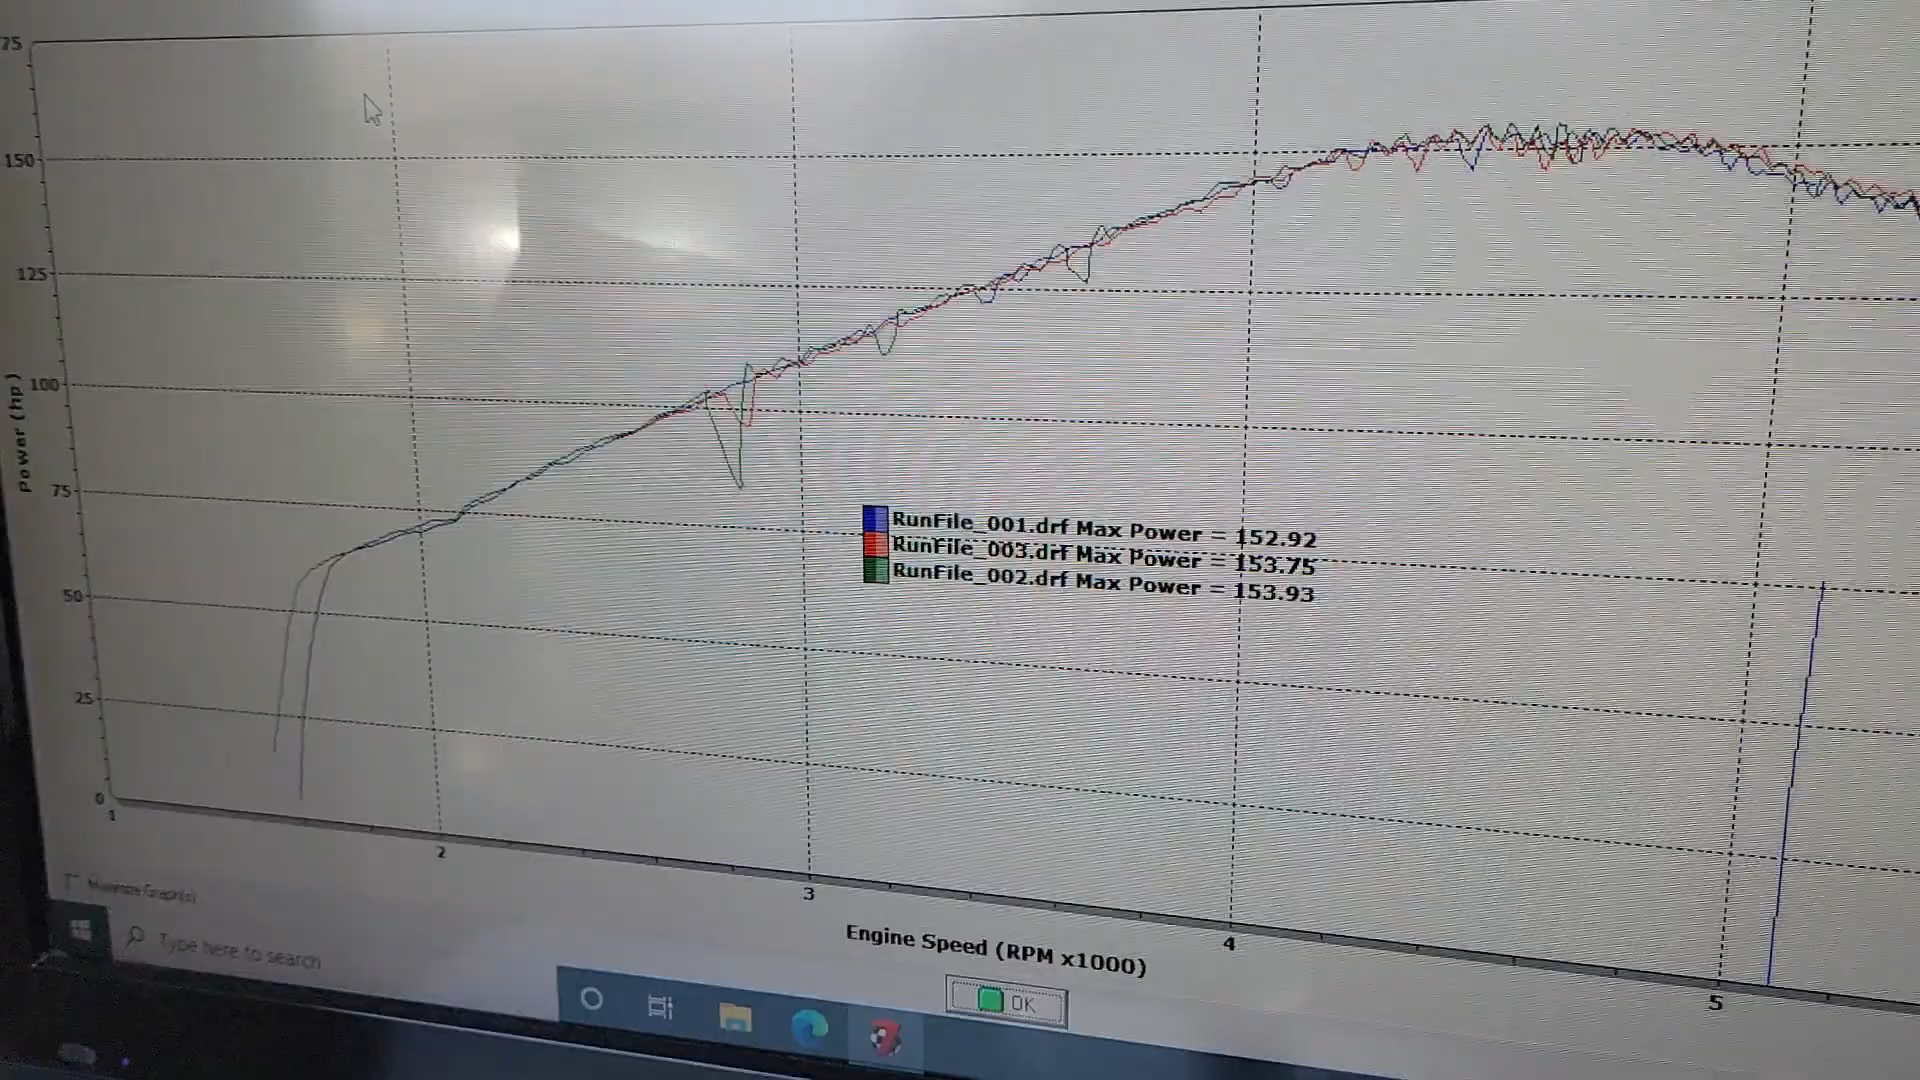 75
150
125
100
75
50
25
0
Power (hp)
RunFile_001.drf Max Power = 152.92
RunFile_003.drf Max Power = 153.75
RunFile_002.drf Max Power = 153.93
1
2
3
4
5
Engine Speed (RPM x1000)
Maximize Graph(s)
OK
Type here to search